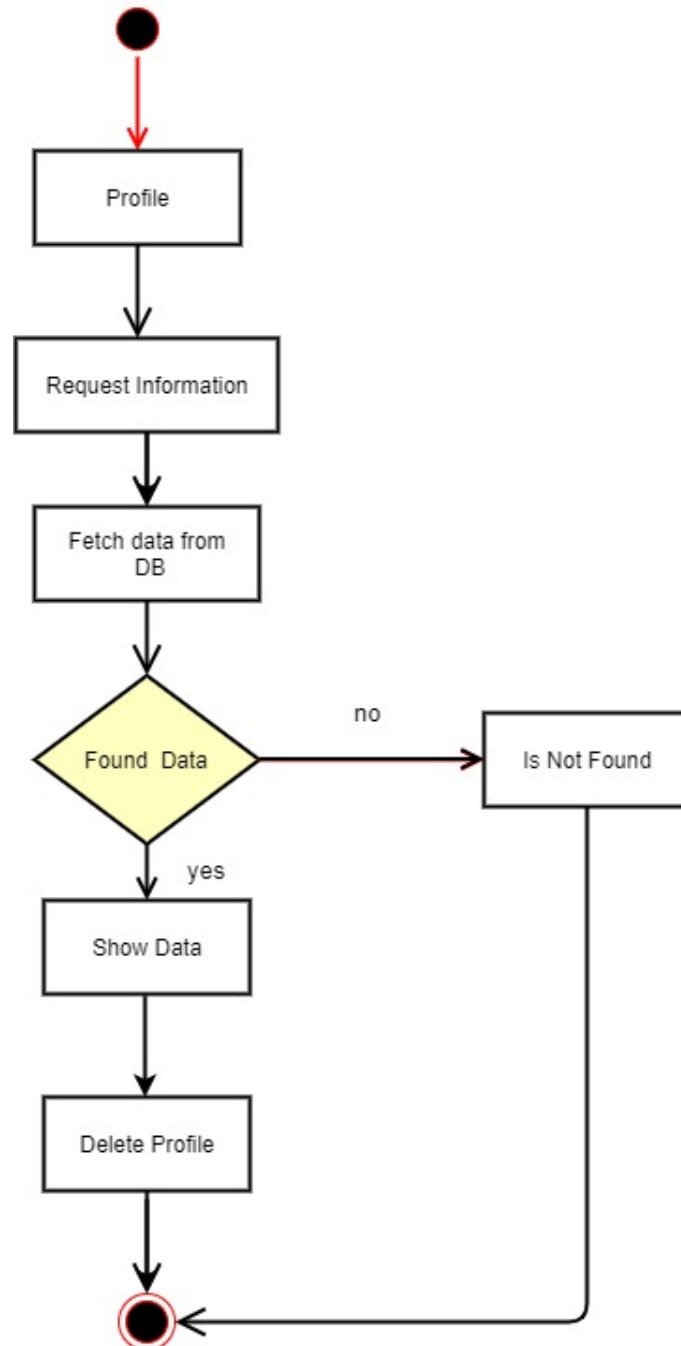 Profile
Request Information
Fetch data from
DB
Found  Data
no
Is Not Found
yes
Show Data
Delete Profile